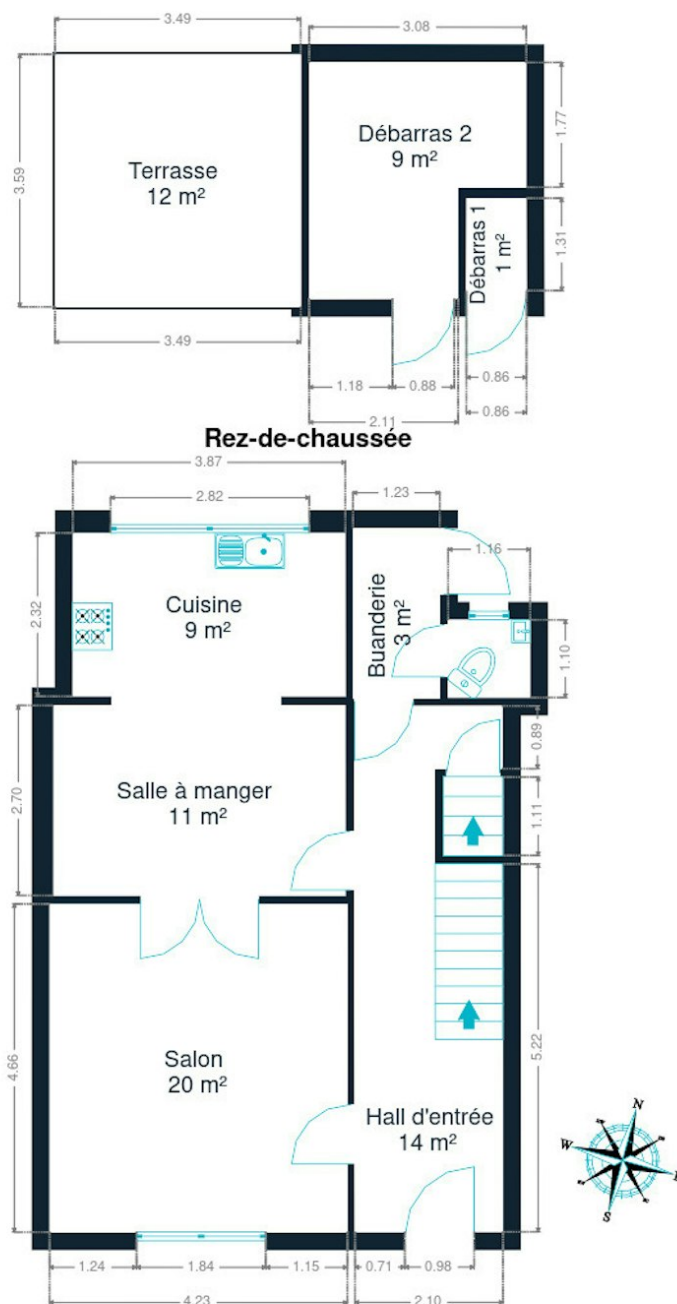 3.49
3.08
3.59
Terrasse
12 m²
Débarras 2
9 m²
1.77
Débarras 1
1 m²
1.31
3.49
1.18
0.88
0.86
2.11
0.86
Rez-de-chaussée
3.87
2.82
1.23
1.16
2.32
Cuisine
9 m²
Buanderie
3 m²
1.10
2.70
Salle à manger
11 m²
0.89
1.11
4.66
Salon
20 m²
Hall d'entrée
14 m²
5.22
N
W
E
S
1.24
1.84
1.15
0.71
0.98
4.23
2.10